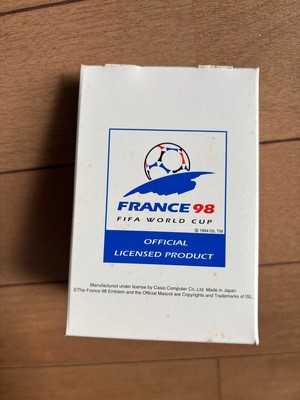 FRANCE 98
FIFA WORLD CUP
© 1994 ISL TM
OFFICIAL
LICENSED PRODUCT
Manufactured under license by Casio Computer Co.,Ltd. Made in Japan
©The France 98 Emblem and the Official Mascot are Copyrights and Trademarks of ISL.